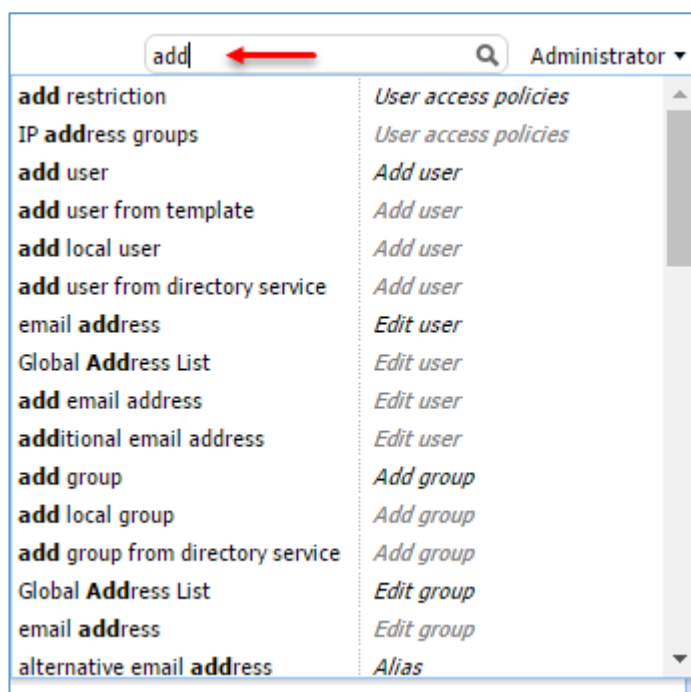 add Administrator
add restriction User access policies
IP address groups User access policies
add user Add user
add user from template Add user
add local user Add user
add user from directory service Add user
email address Edit user
Global Address List Edit user
add email address Edit user
additional email address Edit user
add group Add group
add local group Add group
add group from directory service Add group
Global Address List Edit group
email address Edit group
alternative email address Alias